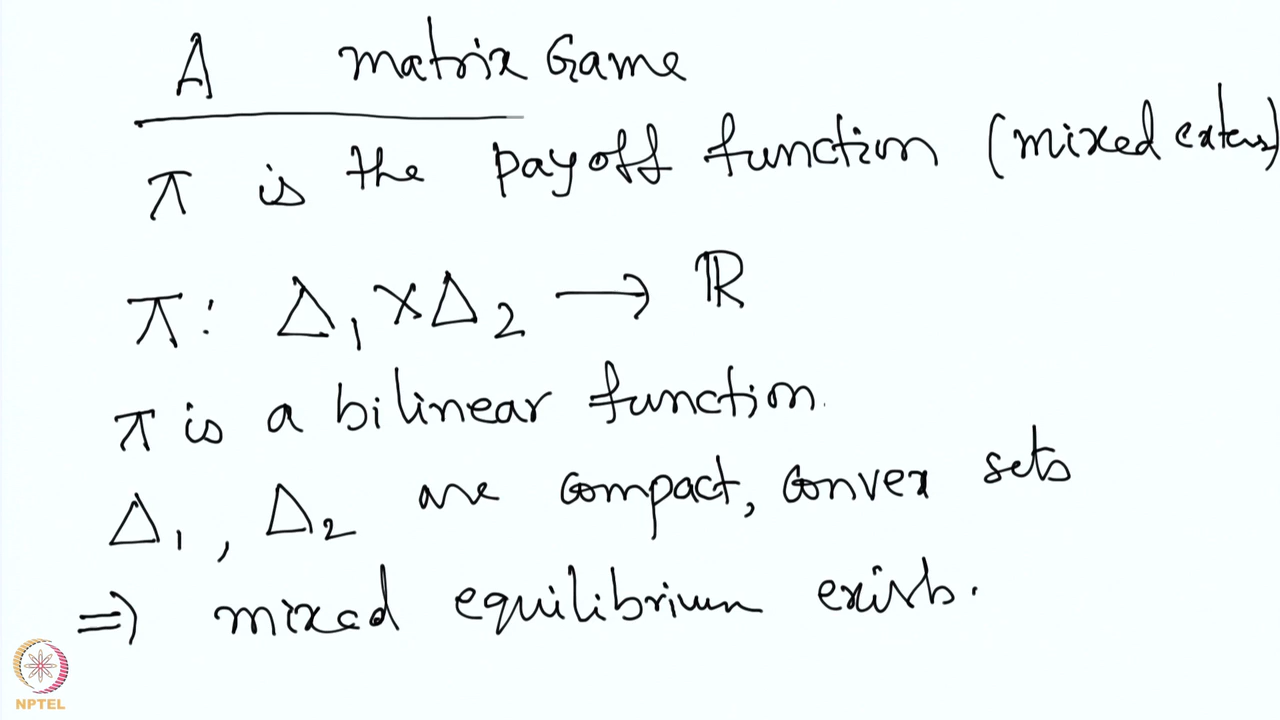 A matrix Game
π is the payoff function (mixed extens)
π: Δ₁ × Δ₂ → ℝ
π is a bilinear function.
Δ₁, Δ₂ are compact, convex sets
⇒ mixed equilibrium exists.
NPTEL